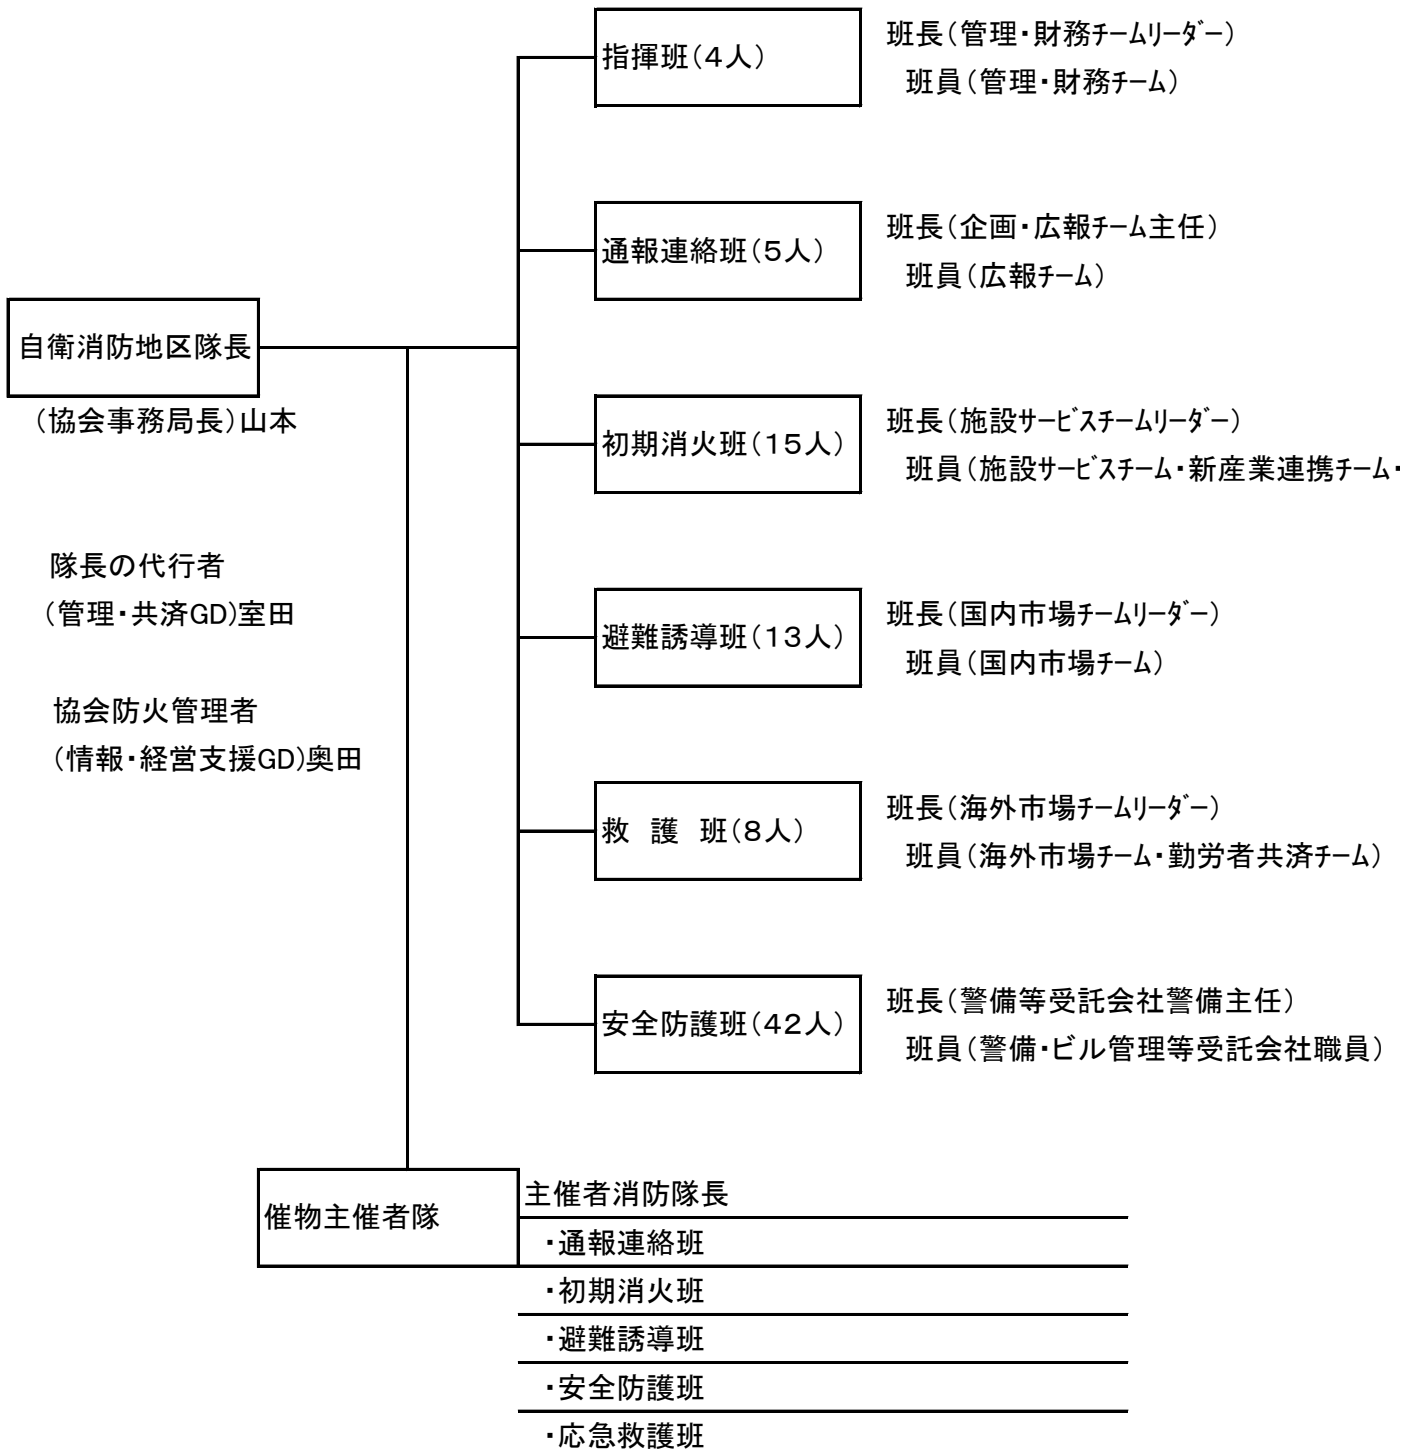 指揮班(4人)
班長(管理・財務ﾁｰﾑﾘｰﾀﾞｰ)
班員(管理・財務ﾁｰﾑ)
通報連絡班(5人)
班長(企画・広報ﾁｰﾑ主任)
班員(広報ﾁｰﾑ)
自衛消防地区隊長
(協会事務局長)山本
初期消火班(15人)
班長(施設ｻｰﾋﾞｽﾁｰﾑﾘｰﾀﾞｰ)
班員(施設ｻｰﾋﾞｽﾁｰﾑ・新産業連携ﾁｰﾑ・
隊長の代行者
(管理・共済GD)室田
避難誘導班(13人)
班長(国内市場ﾁｰﾑﾘｰﾀﾞｰ)
班員(国内市場ﾁｰﾑ)
協会防火管理者
(情報・経営支援GD)奥田
救　護　班(8人)
班長(海外市場ﾁｰﾑﾘｰﾀﾞｰ)
班員(海外市場ﾁｰﾑ・勤労者共済ﾁｰﾑ)
安全防護班(42人)
班長(警備等受託会社警備主任)
班員(警備・ビル管理等受託会社職員)
催物主催者隊
主催者消防隊長
・通報連絡班
・初期消火班
・避難誘導班
・安全防護班
・応急救護班